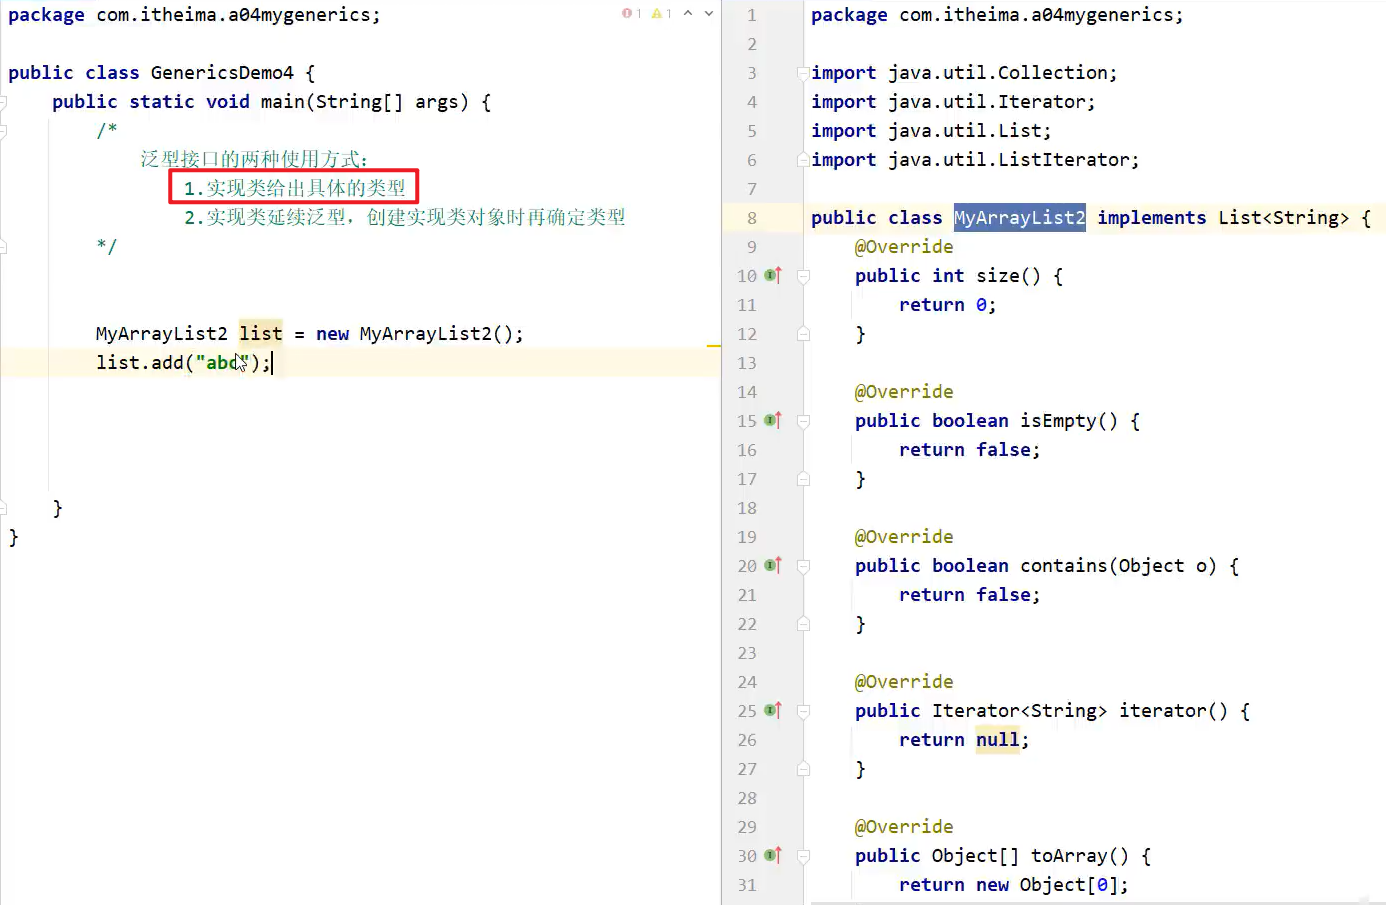 package com.itheima.a04mygenerics;
1 1
public class GenericsDemo4 {
public static void main(String[] args) {
/*
泛型接口的两种使用方式：
1.实现类给出具体的类型
2.实现类延续泛型，创建实现类对象时再确定类型
*/
MyArrayList2 list = new MyArrayList2();
list.add("abc");
}
}
1 package com.itheima.a04mygenerics;
2
3 import java.util.Collection;
4 import java.util.Iterator;
5 import java.util.List;
6 import java.util.ListIterator;
7
8 public class MyArrayList2 implements List<String> {
9 @Override
10 public int size() {
11 return 0;
12 }
13
14 @Override
15 public boolean isEmpty() {
16 return false;
17 }
18
19 @Override
20 public boolean contains(Object o) {
21 return false;
22 }
23
24 @Override
25 public Iterator<String> iterator() {
26 return null;
27 }
28
29 @Override
30 public Object[] toArray() {
31 return new Object[0];